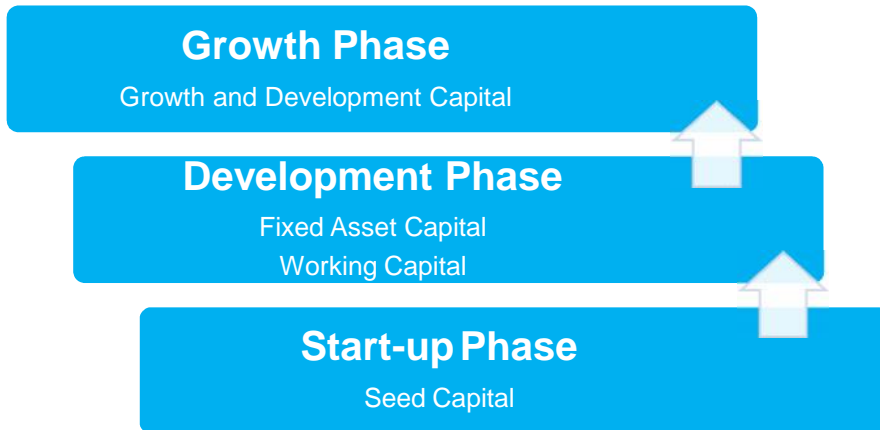 Growth Phase
Growth and Development Capital
Development Phase
Fixed Asset Capital
Working Capital
Start-up Phase
Seed Capital